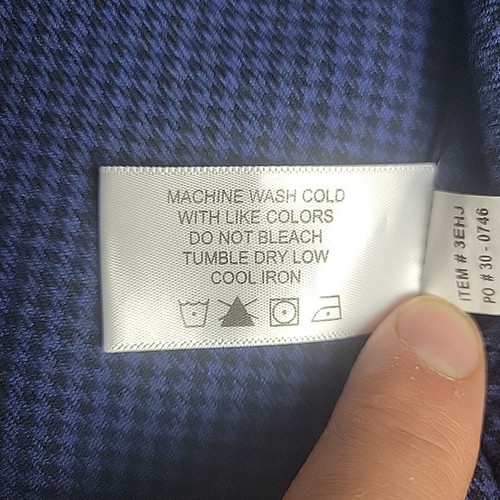 MACHINE WASH COLD
WITH LIKE COLORS
DO NOT BLEACH
TUMBLE DRY LOW
COOL IRON
ITEM # 3EHJ
PO # 30 - 0746